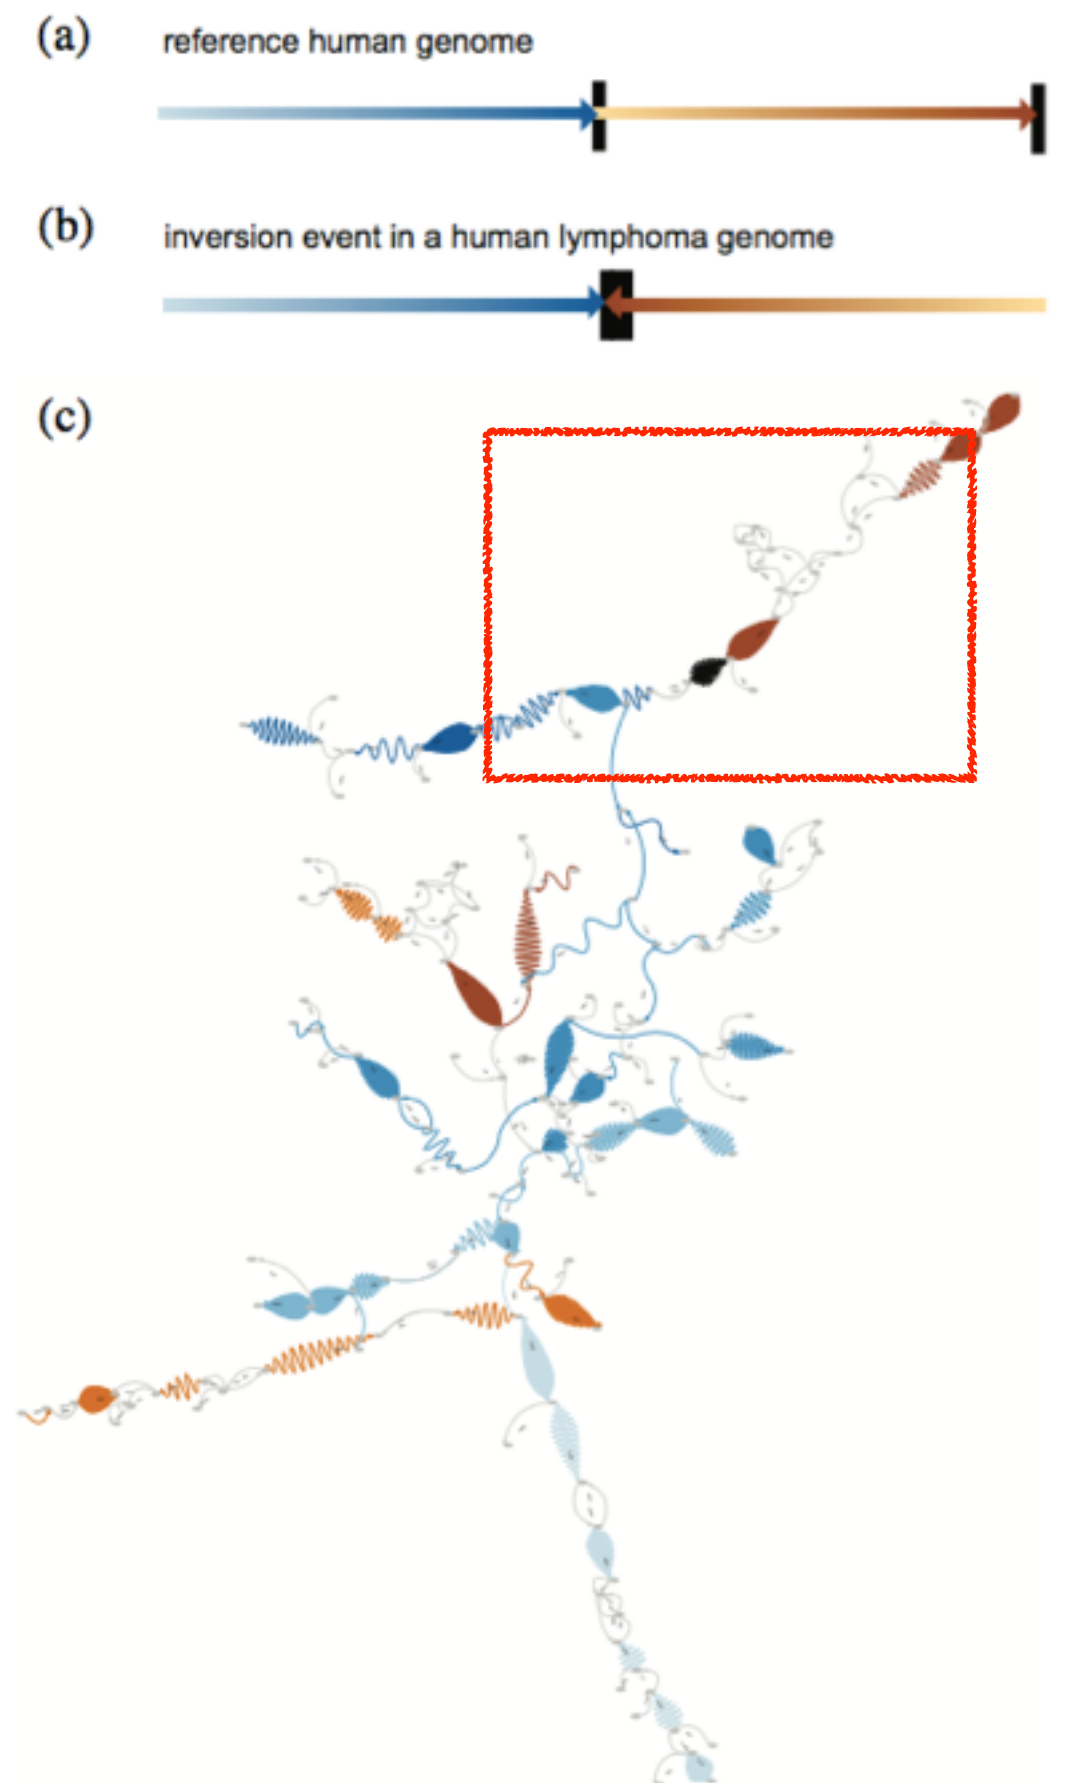 (a)
reference human genome
(b)
inversion event in a human lymphoma genome
(c)